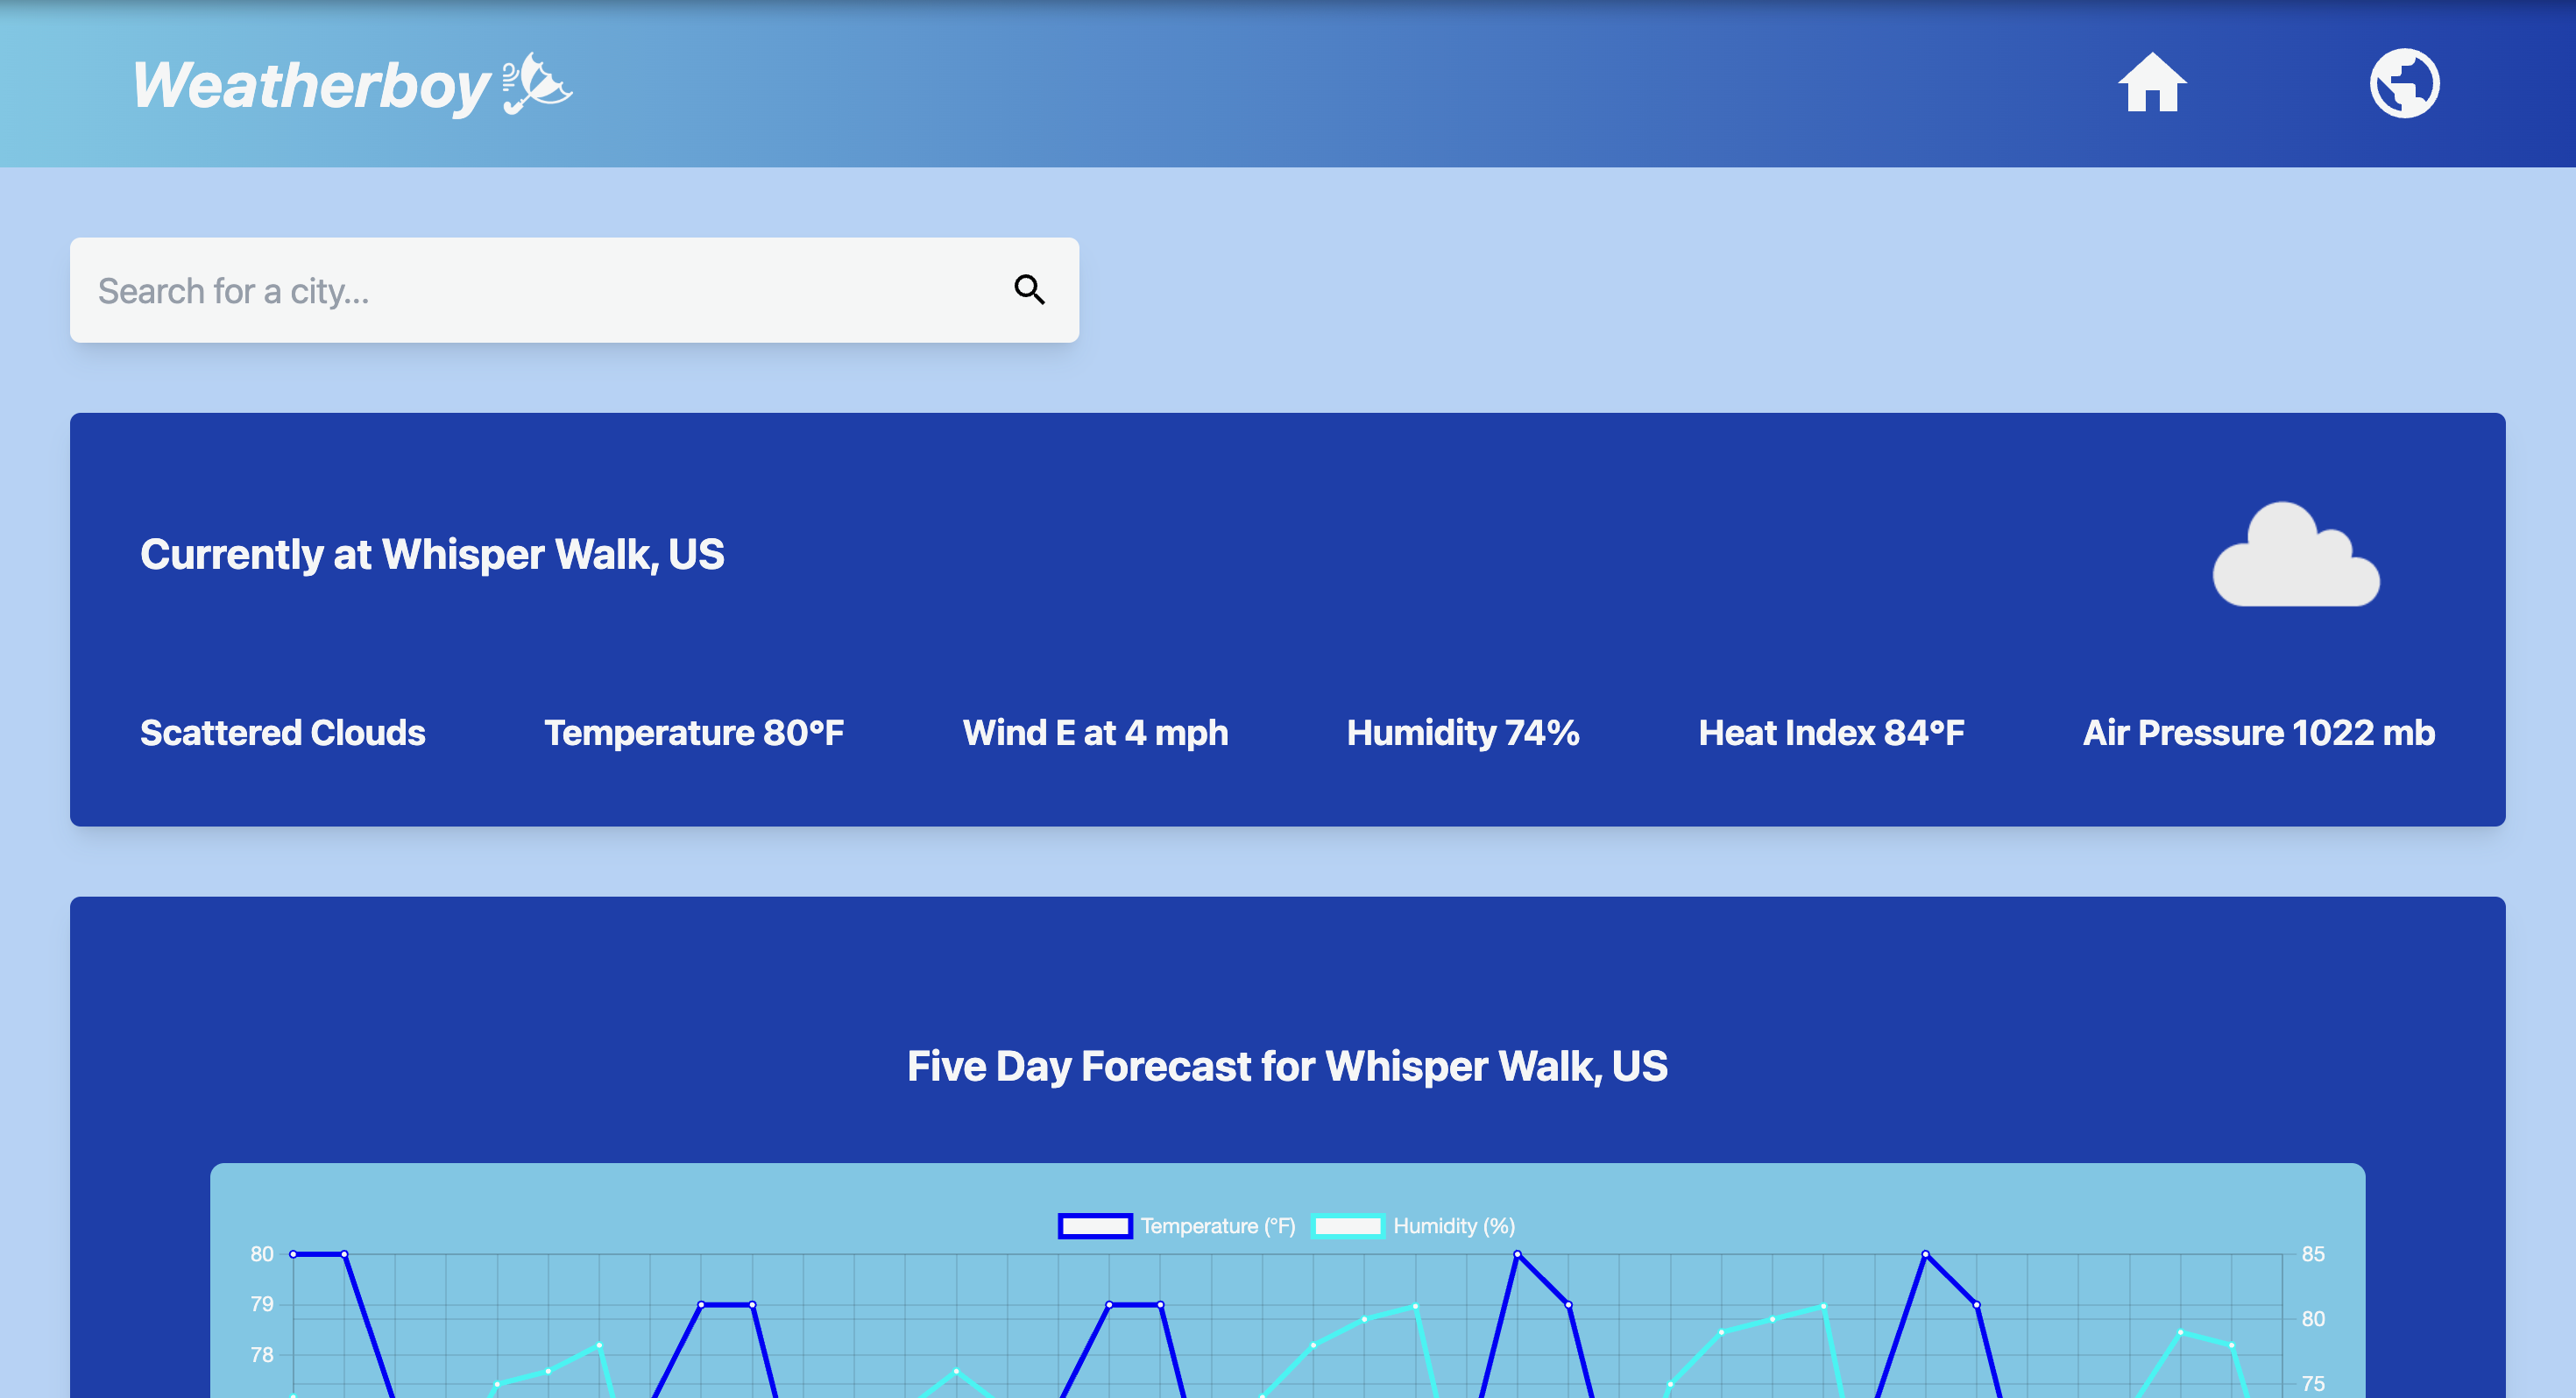 Weatherboy
Search for a city...
Currently at Whisper Walk, US
Scattered Clouds Temperature 80°F Wind E at 4 mph Humidity 74% Heat Index 84°F Air Pressure 1022 mb
Five Day Forecast for Whisper Walk, US
Temperature (°F) Humidity (%)
80 85
79
80
78
75